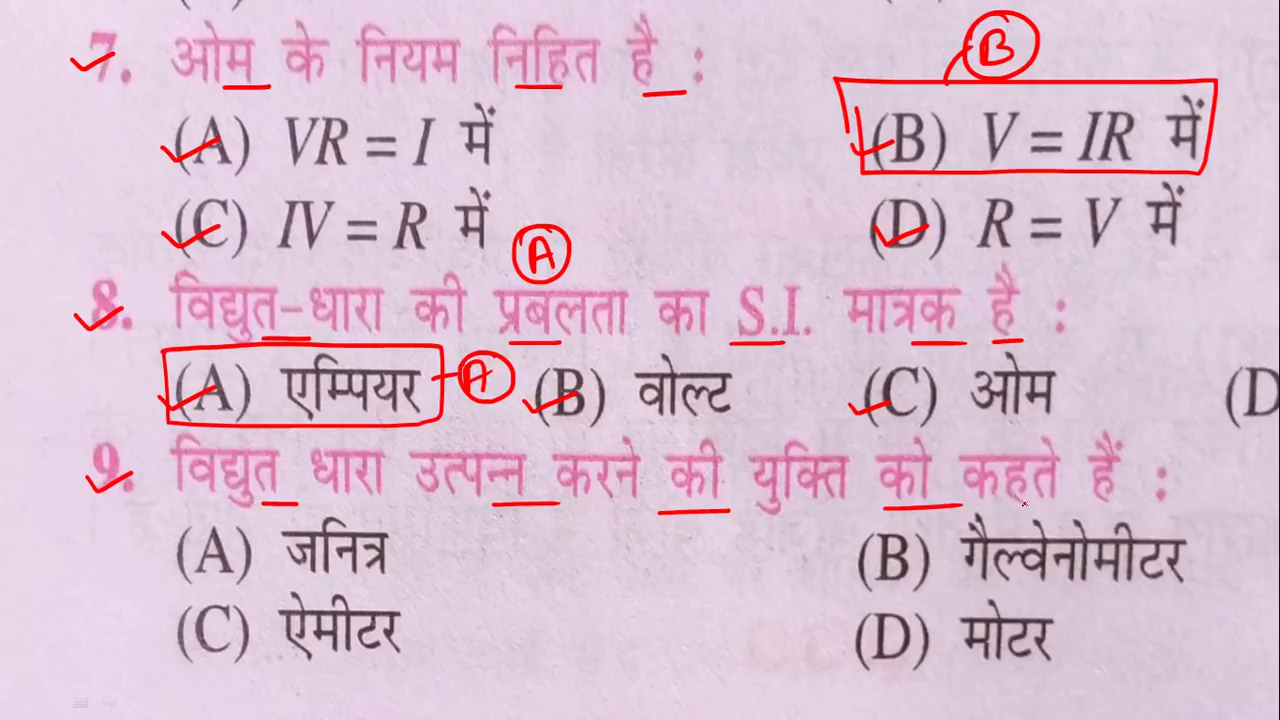 B
7. ओम के नियम निहित है :
(A) VR = I में (B) V = IR में
(C) IV = R में (D) R = V में
A
8. विद्युत-धारा की प्रबलता का S.I. मात्रक है :
(A) एम्पियर A (B) वोल्ट (C) ओम (D
9. विद्युत धारा उत्पन्न करने की युक्ति को कहते हैं :
(A) जनित्र (B) गैल्वेनोमीटर
(C) ऐमीटर (D) मोटर